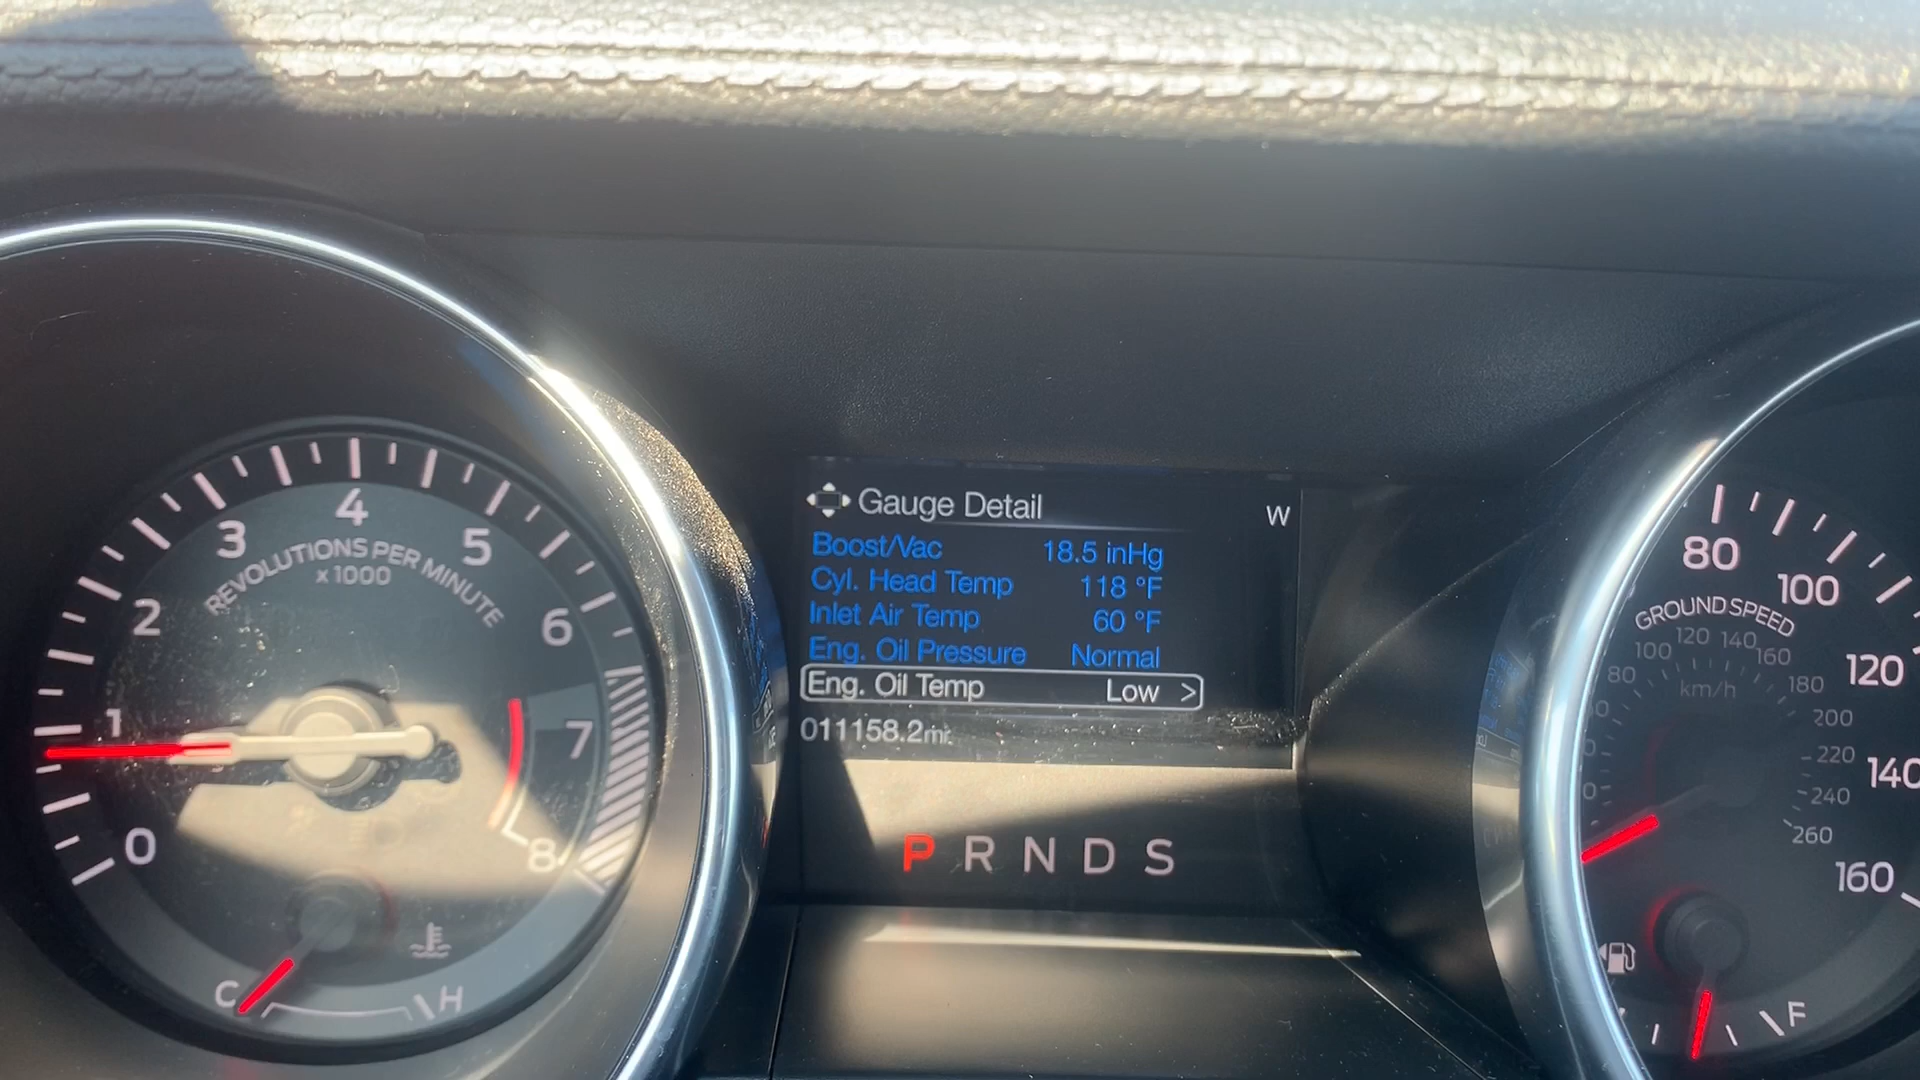 Gauge Detail
W
Boost/Vac 18.5 inHg
Cyl. Head Temp 118 °F
Inlet Air Temp 60 °F
Eng. Oil Pressure Normal
Eng. Oil Temp Low >
011158.2mi
P R N D S
0 1 2 3 4 5 6 7 8
REVOLUTIONS PER MINUTE
x 1000
C H
80 100 120 140 160
GROUND SPEED
80 100 120 140 160 180 200 220 240 260
km/h
F